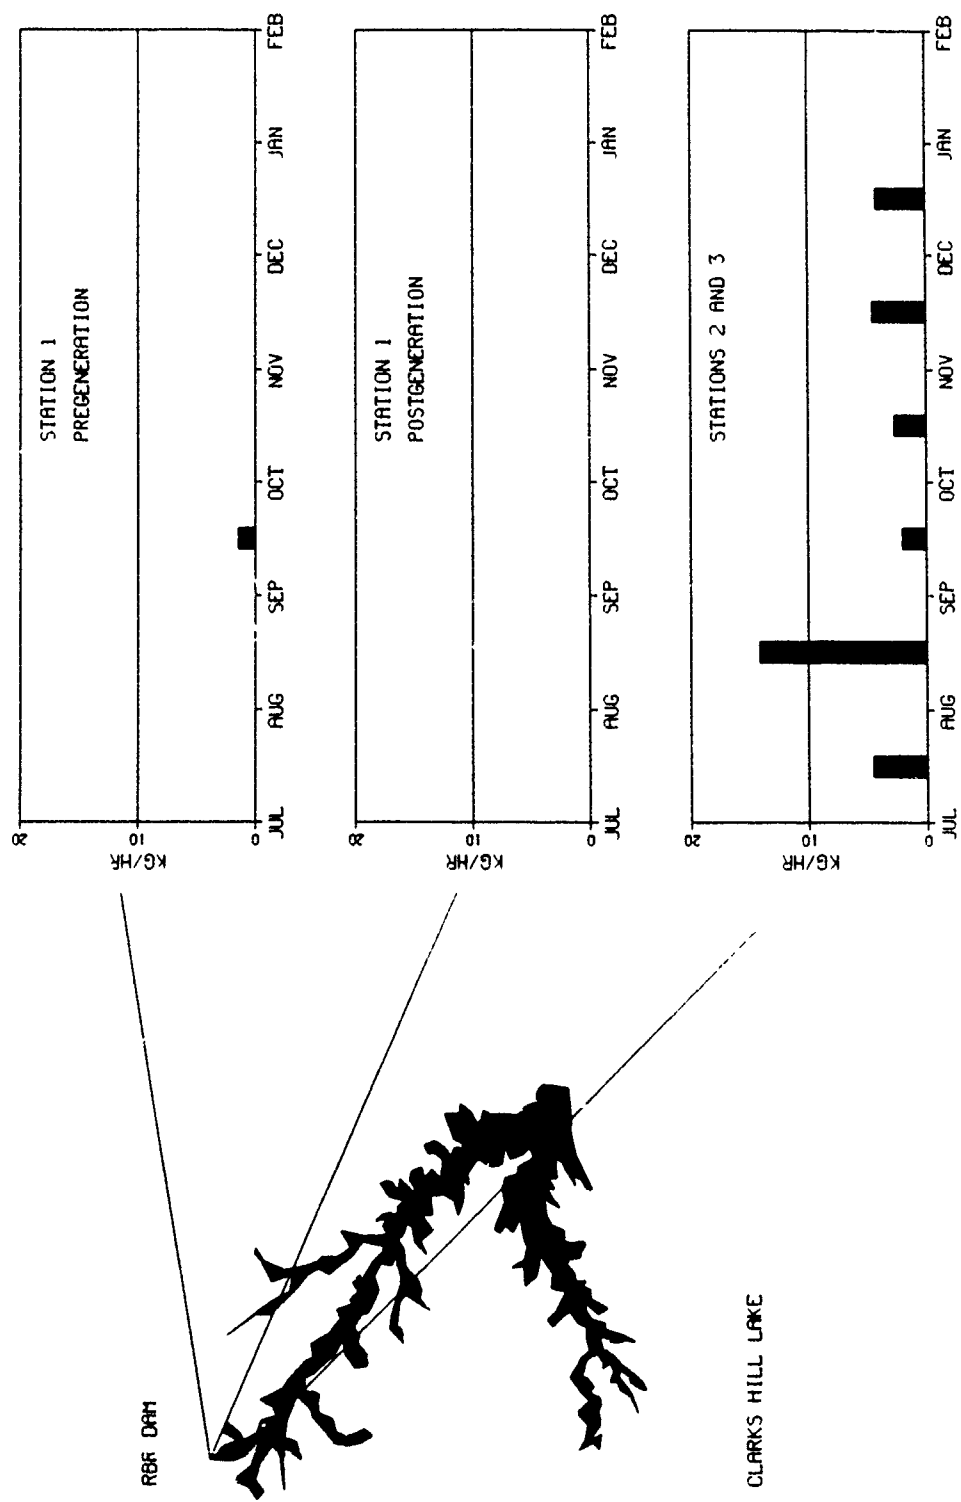 STATION 1
PREGENERATION
20
10
0
KG/HR
JUL AUG SEP OCT NOV DEC JAN FEB
STATION 1
POSTGENERATION
20
10
0
KG/HR
JUL AUG SEP OCT NOV DEC JAN FEB
STATIONS 2 AND 3
20
10
0
KG/HR
JUL AUG SEP OCT NOV DEC JAN FEB
RBR DAM
CLARKS HILL LAKE